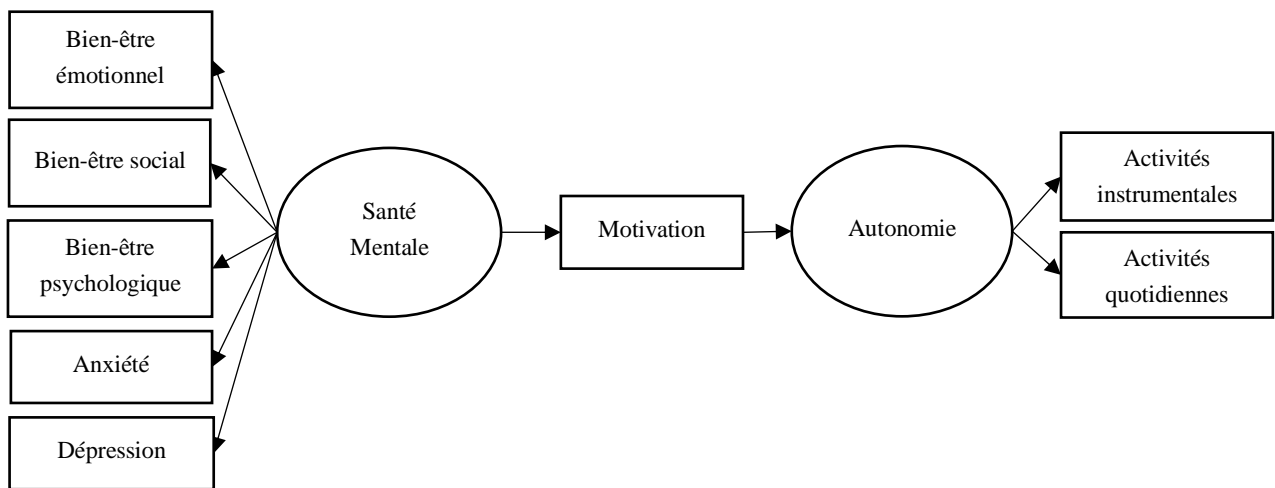 Bien-être
émotionnel
Bien-être social
Bien-être
psychologique
Anxiété
Dépression
Santé
Mentale
Motivation
Autonomie
Activités
instrumentales
Activités
quotidiennes